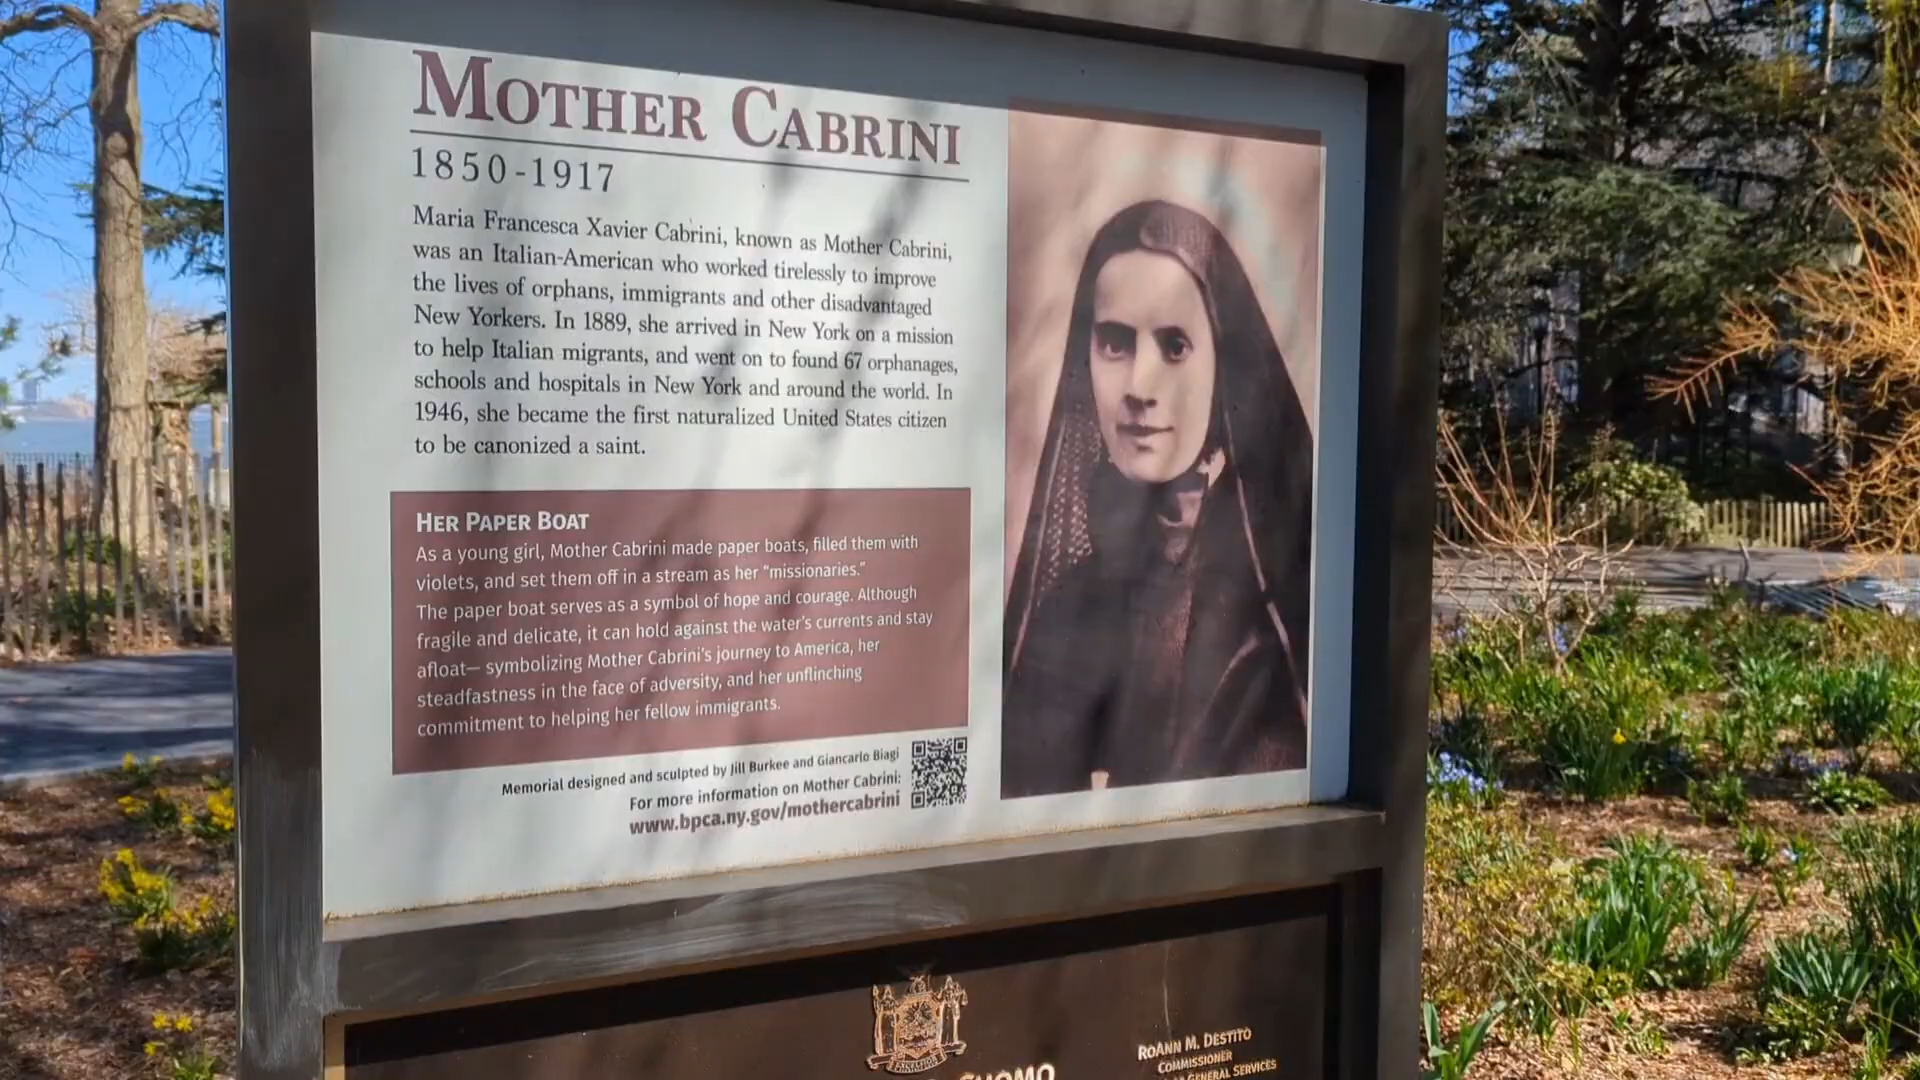 MOTHER CABRINI
1850-1917
Maria Francesca Xavier Cabrini, known as Mother Cabrini,
was an Italian-American who worked tirelessly to improve
the lives of orphans, immigrants and other disadvantaged
New Yorkers. In 1889, she arrived in New York on a mission
to help Italian migrants, and went on to found 67 orphanages,
schools and hospitals in New York and around the world. In
1946, she became the first naturalized United States citizen
to be canonized a saint.
HER PAPER BOAT
As a young girl, Mother Cabrini made paper boats, filled them with
violets, and set them off in a stream as her “missionaries.”
The paper boat serves as a symbol of hope and courage. Although
fragile and delicate, it can hold against the water's currents and stay
afloat— symbolizing Mother Cabrini's journey to America, her
steadfastness in the face of adversity, and her unflinching
commitment to helping her fellow immigrants.
Memorial designed and sculpted by Jill Burkee and Giancarlo Biagi
For more information on Mother Cabrini:
www.bpca.ny.gov/mothercabrini
EXCELSIOR
CUOMO
ROANN M. DESTITO
COMMISSIONER
GENERAL SERVICES